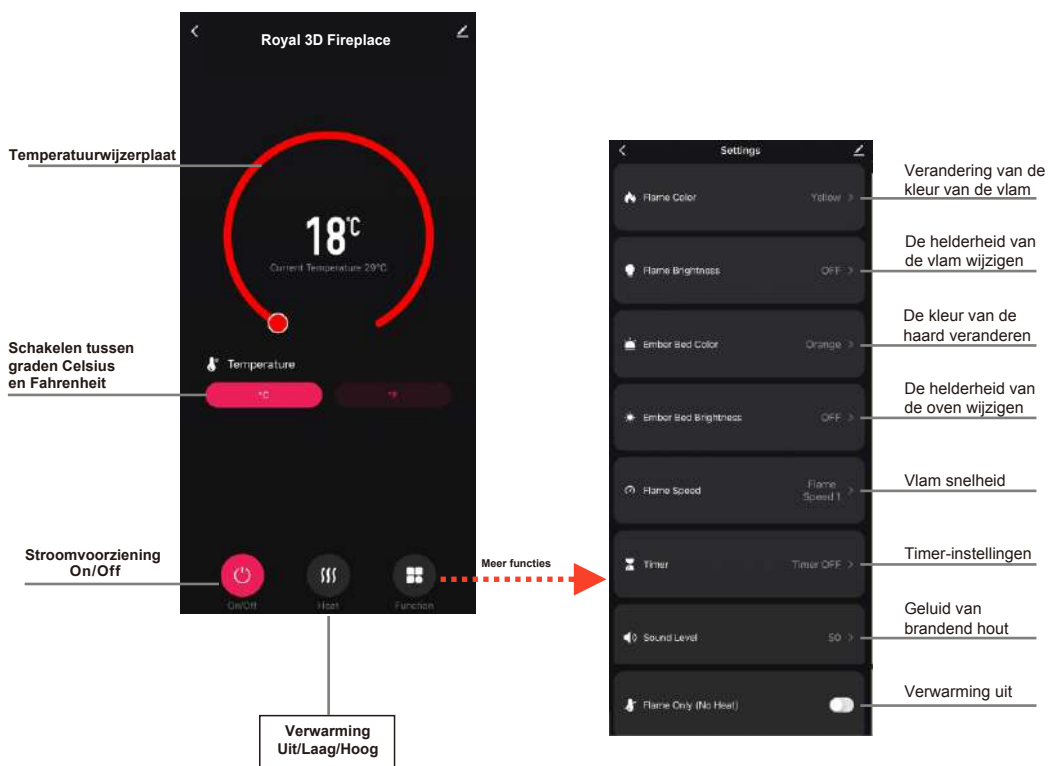 Royal 3D Fireplace
Temperatuurwijzerplaat
18°C
Current Temperature 29°C
Schakelen tussen
graden Celsius
en Fahrenheit
Temperature
°C
°F
Stroomvoorziening
On/Off
On/Off
Heat
Function
Meer functies
Verwarming
Uit/Laag/Hoog
Settings
Flame Color
Yellow >
Verandering van de
kleur van de vlam
Flame Brightness
OFF >
De helderheid van
de vlam wijzigen
Ember Bed Color
Orange >
De kleur van de
haard veranderen
Ember Bed Brightness
OFF >
De helderheid van
de oven wijzigen
Flame Speed
Flame
Speed 1 >
Vlam snelheid
Timer
Timer OFF >
Timer-instellingen
Sound Level
S0 >
Geluid van
brandend hout
Flame Only (No Heat)
Verwarming uit